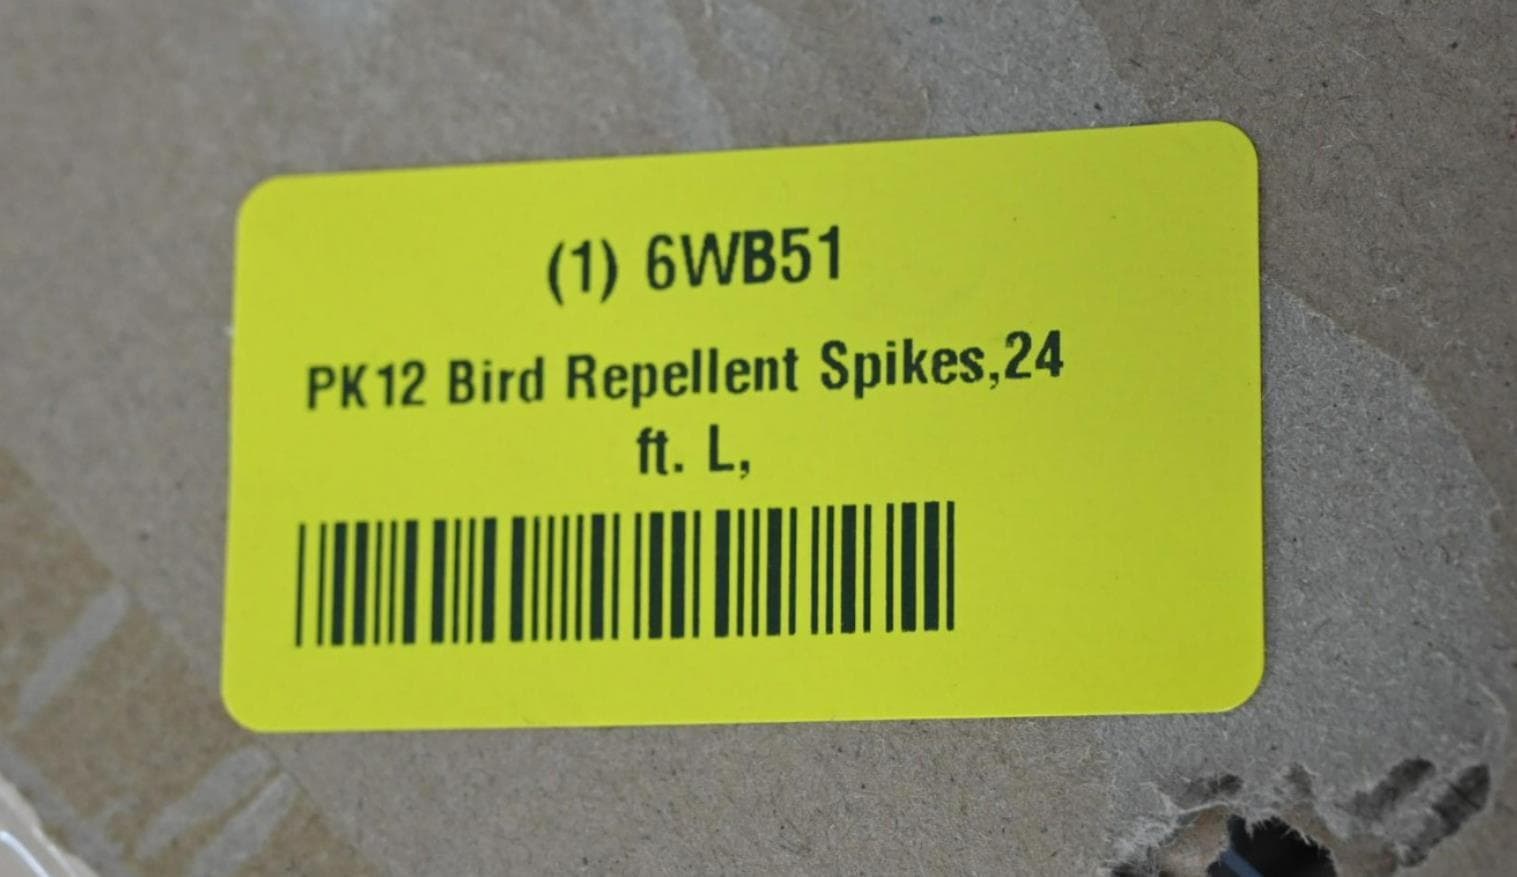 (1) 6WB51
PK12 Bird Repellent Spikes,24
ft. L,